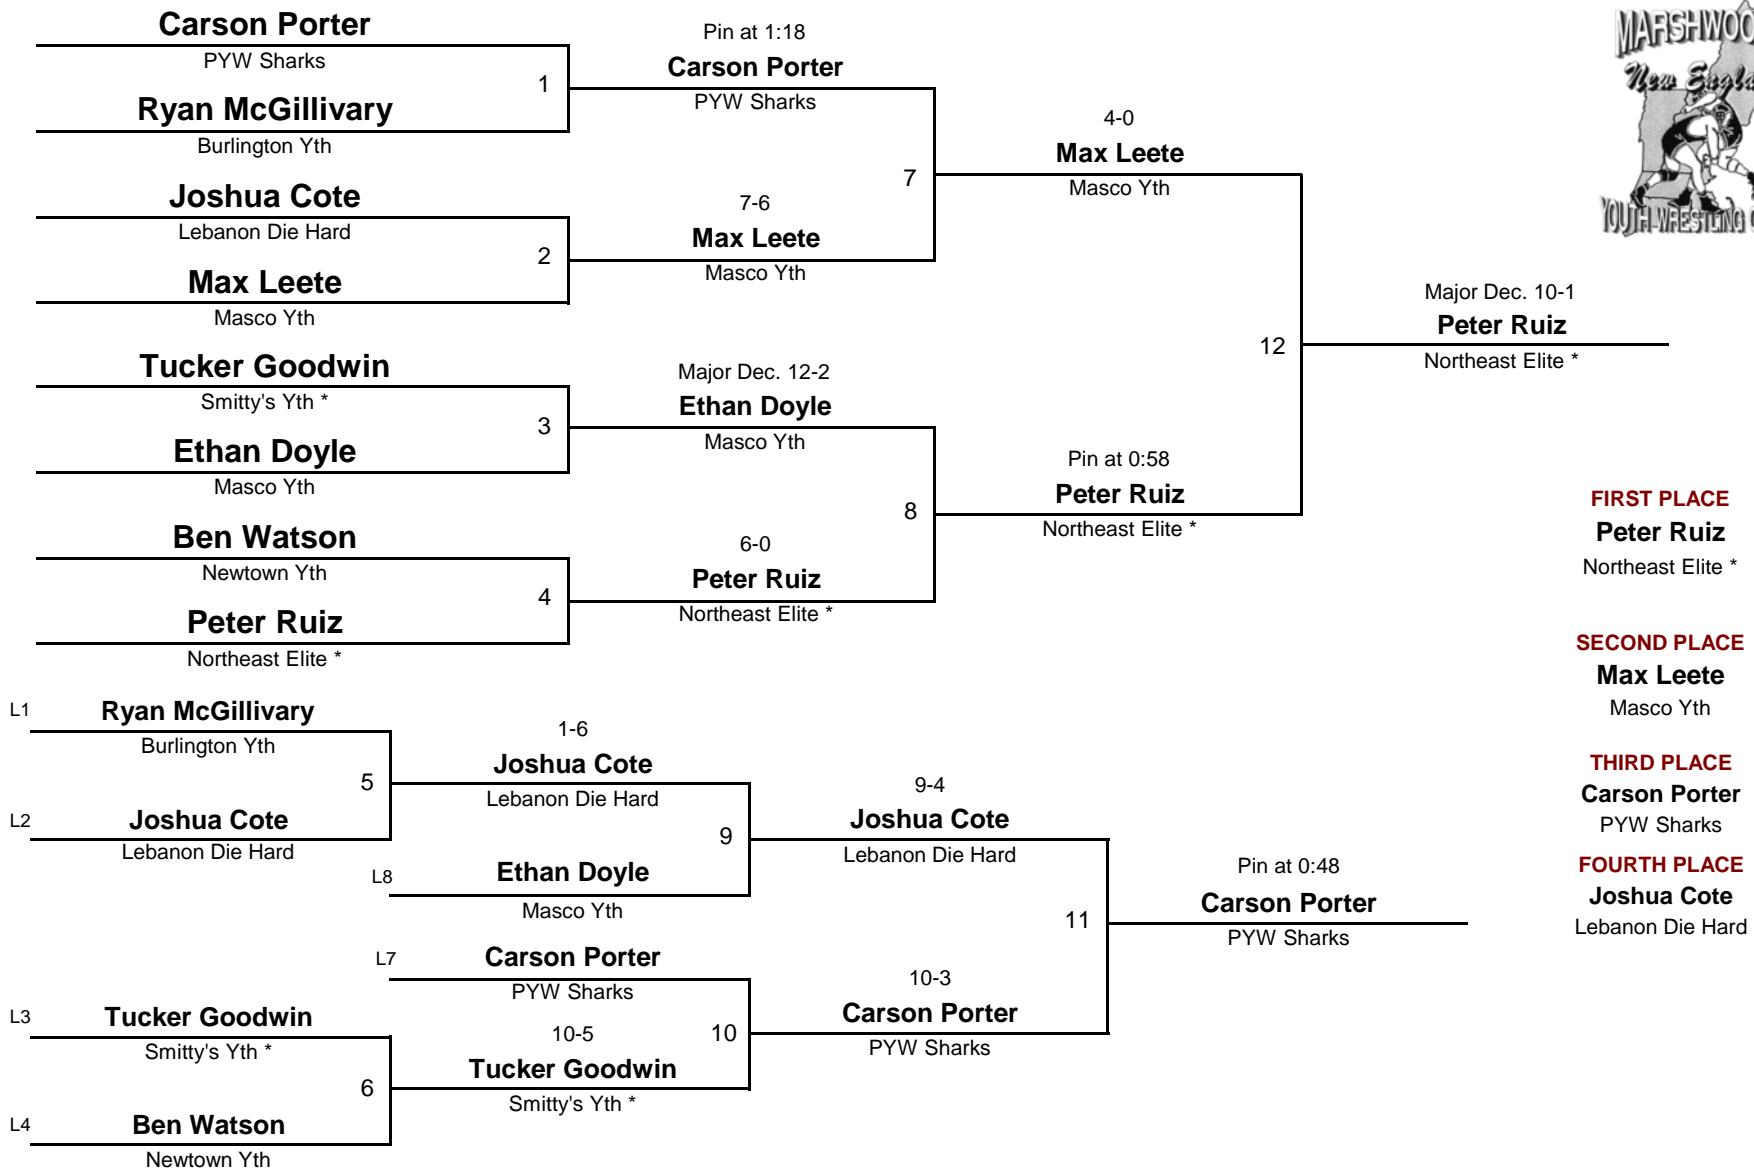 Carson Porter
PYW Sharks
1
Ryan McGillivary
Burlington Yth
Joshua Cote
Lebanon Die Hard
2
Max Leete
Masco Yth
Tucker Goodwin
Smitty's Yth *
3
Ethan Doyle
Masco Yth
Ben Watson
Newtown Yth
4
Peter Ruiz
Northeast Elite *
Pin at 1:18
Carson Porter
PYW Sharks
7
7-6
Max Leete
Masco Yth
Major Dec. 12-2
Ethan Doyle
Masco Yth
8
6-0
Peter Ruiz
Northeast Elite *
4-0
Max Leete
Masco Yth
12
Pin at 0:58
Peter Ruiz
Northeast Elite *
Major Dec. 10-1
Peter Ruiz
Northeast Elite *
New
YOUTH WRESTLING
FIRST PLACE
Peter Ruiz
Northeast Elite *
SECOND PLACE
Max Leete
Masco Yth
THIRD PLACE
Carson Porter
PYW Sharks
FOURTH PLACE
Joshua Cote
Lebanon Die Hard
L1
Ryan McGillivary
Burlington Yth
5
L2
Joshua Cote
Lebanon Die Hard
1-6
Joshua Cote
Lebanon Die Hard
9
L8
Ethan Doyle
Masco Yth
L7
Carson Porter
PYW Sharks
L3
Tucker Goodwin
Smitty's Yth *
10-5
10
Tucker Goodwin
Smitty's Yth *
6
L4
Ben Watson
Newtown Yth
9-4
Joshua Cote
Lebanon Die Hard
11
10-3
Carson Porter
PYW Sharks
Pin at 0:48
Carson Porter
PYW Sharks